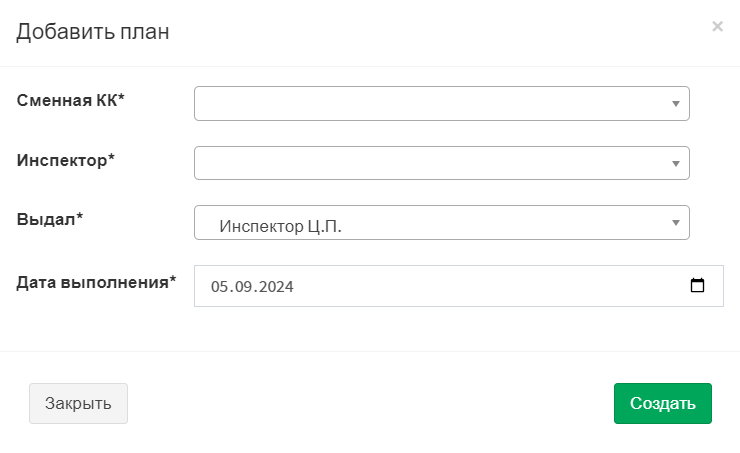 Добавить план ×
Сменная КК*
Инспектор*
Выдал* Инспектор Ц.П.
Дата выполнения* 05.09.2024
Закрыть Создать